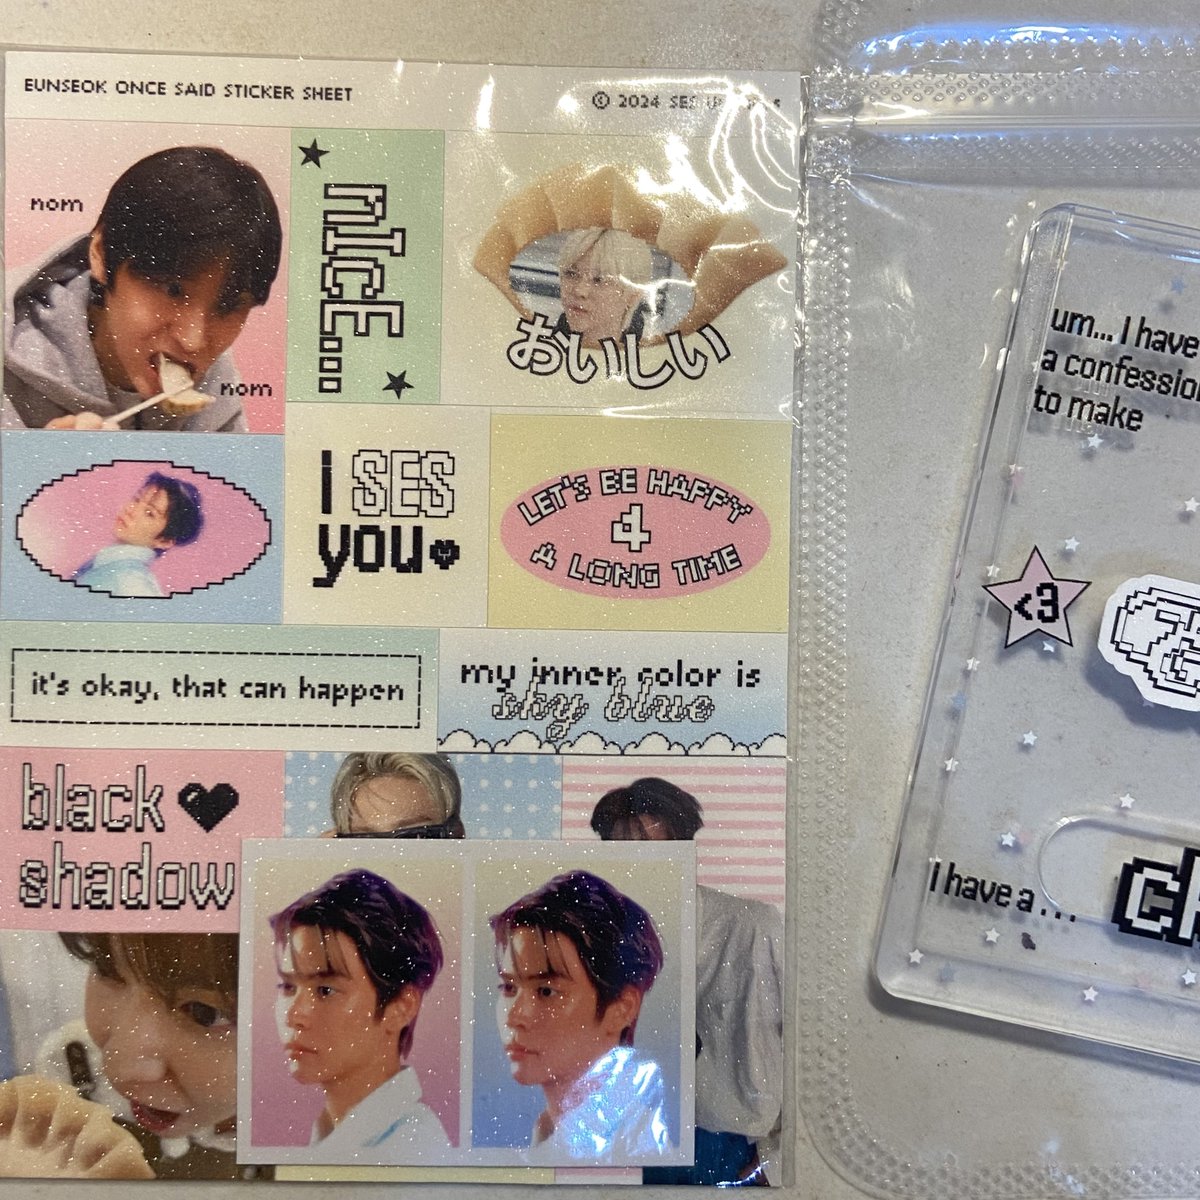 EUNSEOK ONCE SAID STICKER SHEET
© 2024 SES
nom
nom
nIcE...
おいしい
I SES
you
LET'S BE HAPPY
4
A LONG TIME
it's okay, that can happen
my inner color is
sky blue
black
shadow
um... I have
a confession
to make
<3
i have a ...